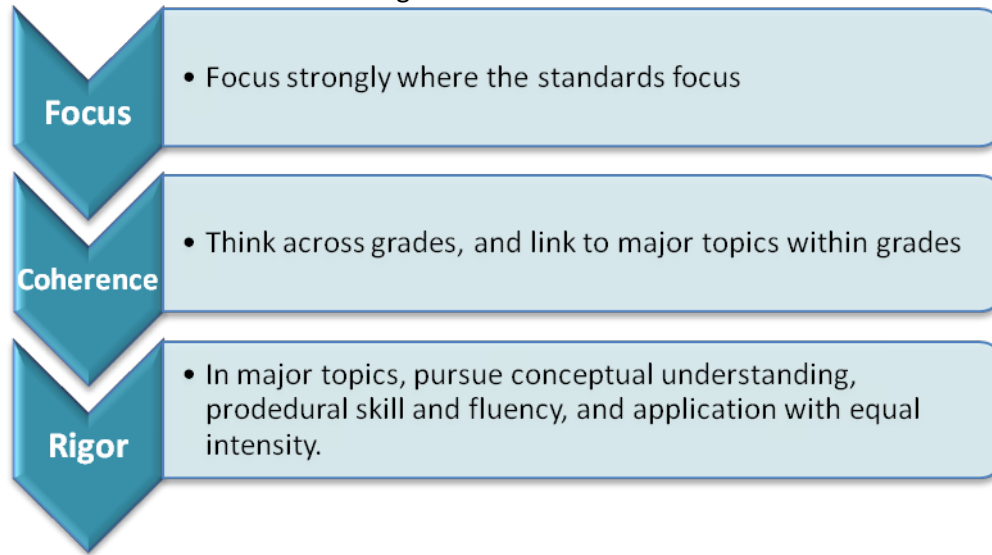 Focus
• Focus strongly where the standards focus
Coherence
• Think across grades, and link to major topics within grades
Rigor
• In major topics, pursue conceptual understanding,
prodedural skill and fluency, and application with equal
intensity.